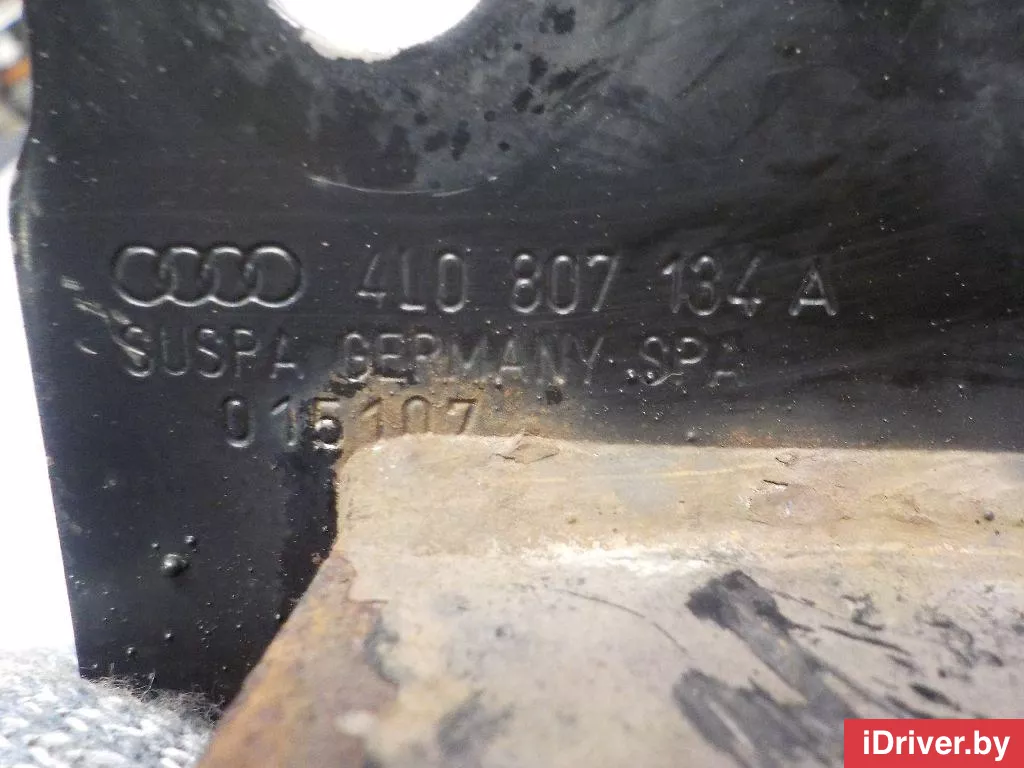 4L0 807 134 A
SUSPA GERMANY SPA
015107
iDriver.by